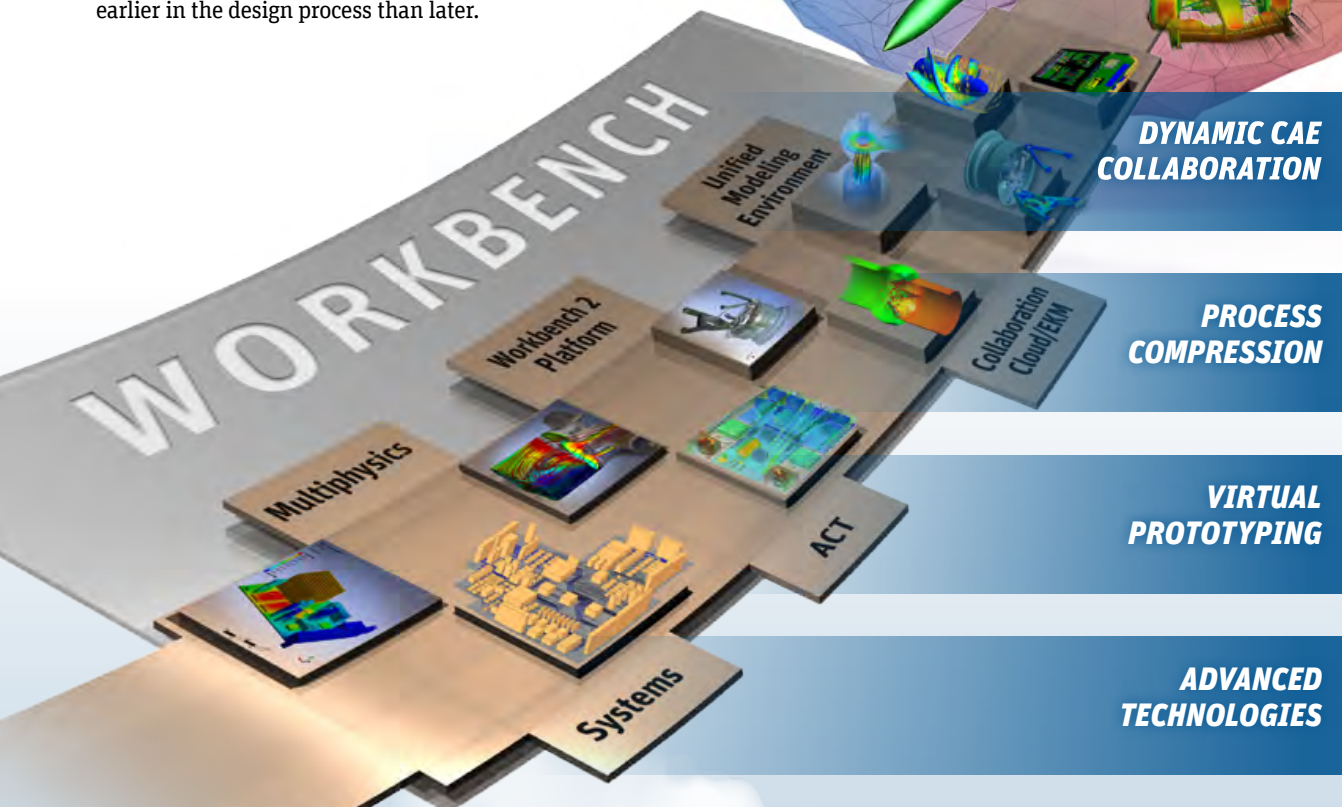 earlier in the design process than later.
WORKBENCH
Unified
Modeling
Environment
Workbench 2
Platform
Collaboration
Cloud/EKM
Multiphysics
ACT
Systems
DYNAMIC CAE
COLLABORATION
PROCESS
COMPRESSION
VIRTUAL
PROTOTYPING
ADVANCED
TECHNOLOGIES